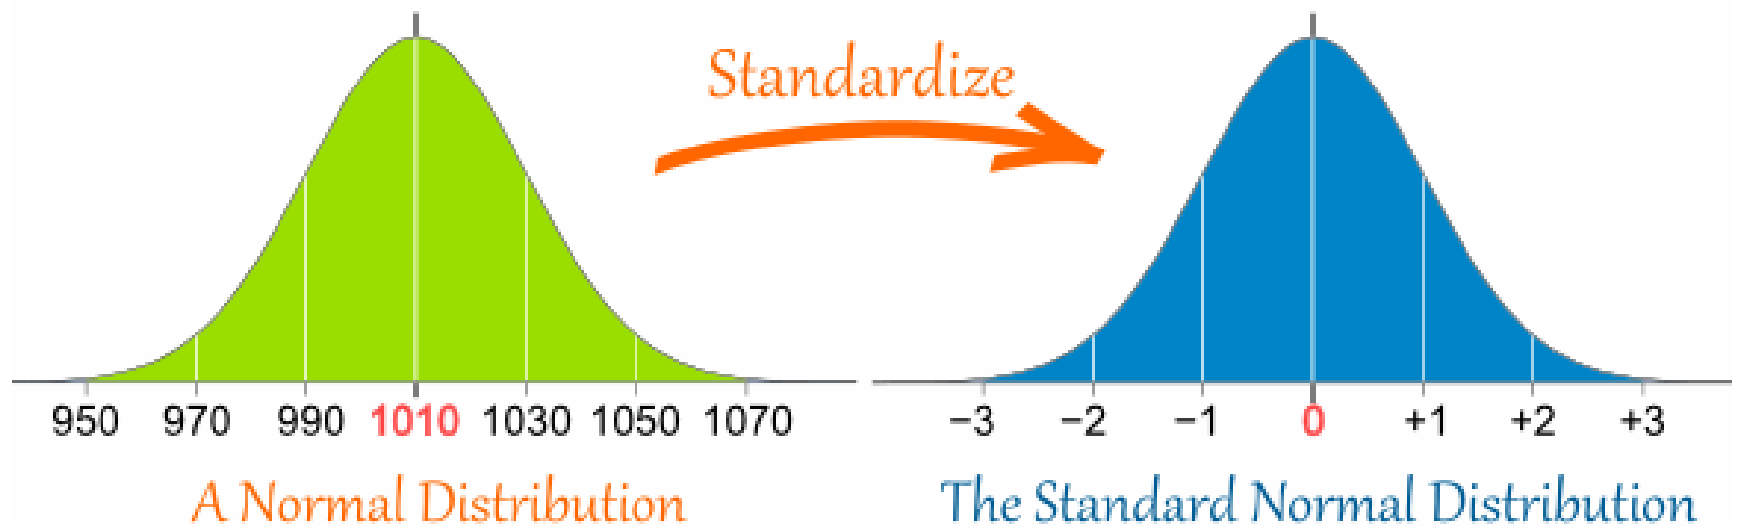 Standardize
950 970 990 1010 1030 1050 1070
−3 −2 −1 0 +1 +2 +3
A Normal Distribution
The Standard Normal Distribution